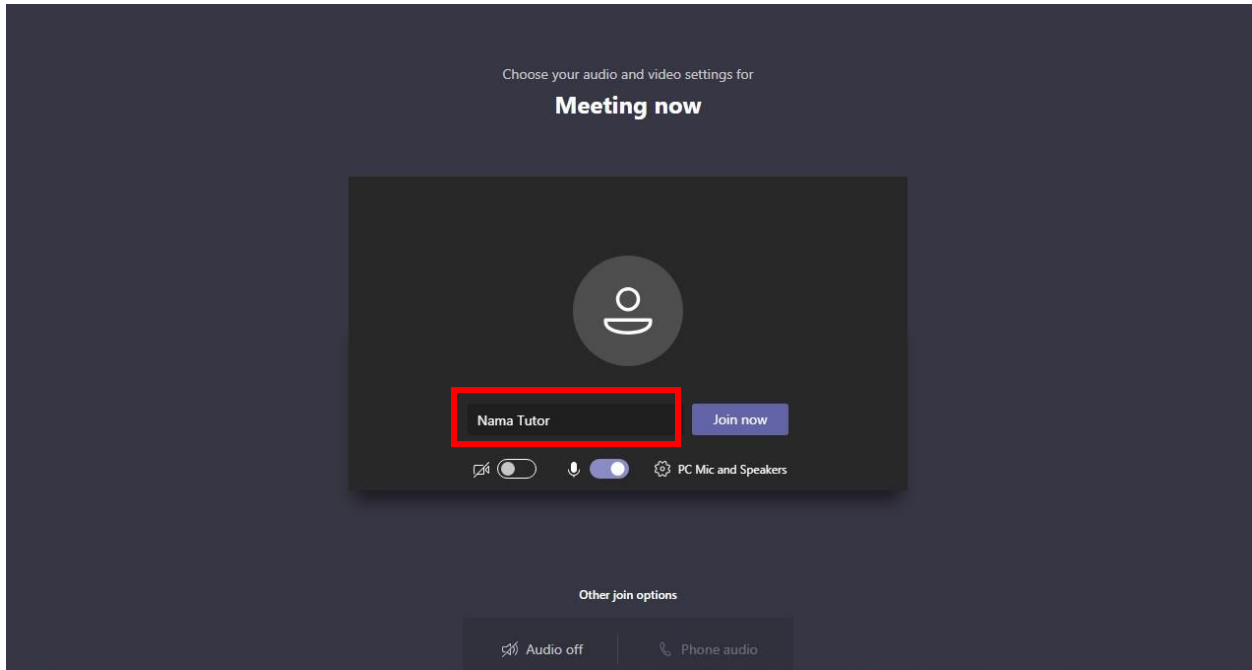 Choose your audio and video settings for
Meeting now
Nama Tutor
Join now
PC Mic and Speakers
Other join options
Audio off
Phone audio